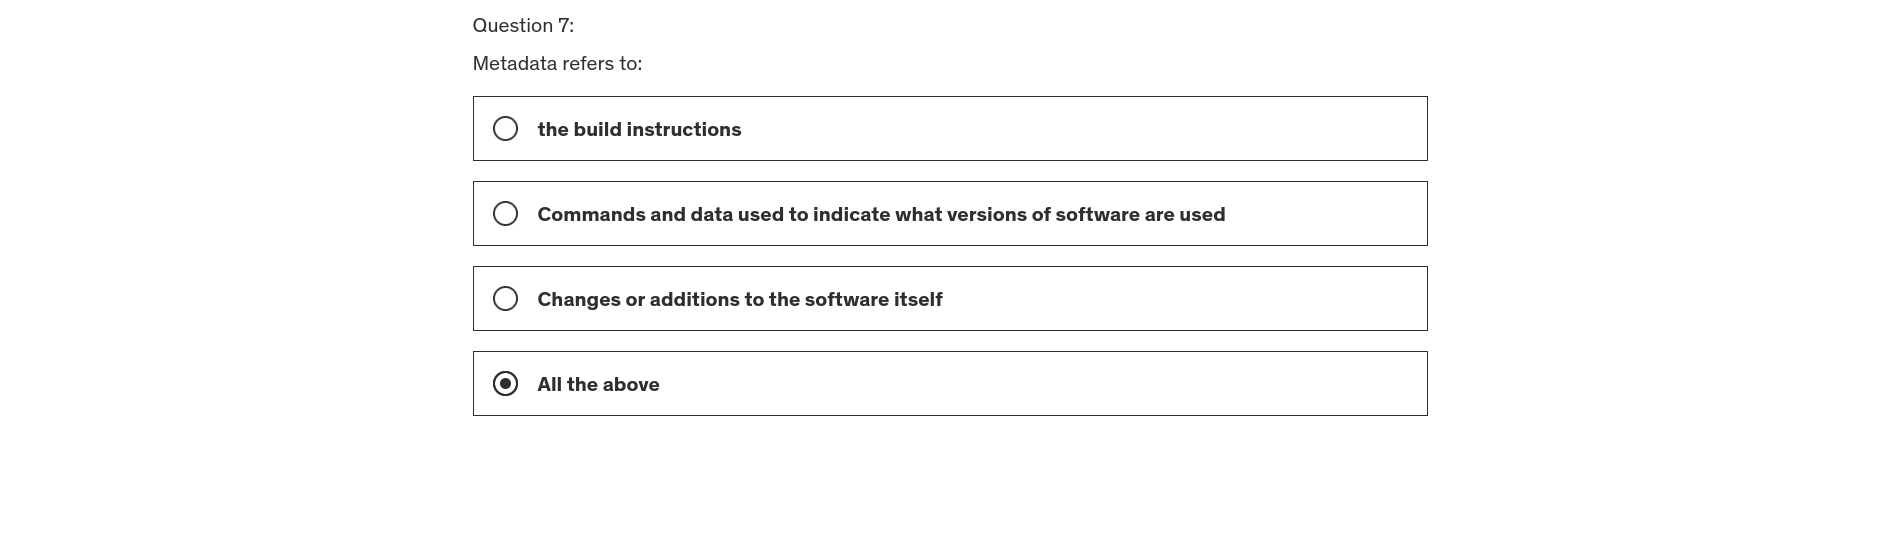 Question 7:
Metadata refers to:
the build instructions
Commands and data used to indicate what versions of software are used
Changes or additions to the software itself
All the above